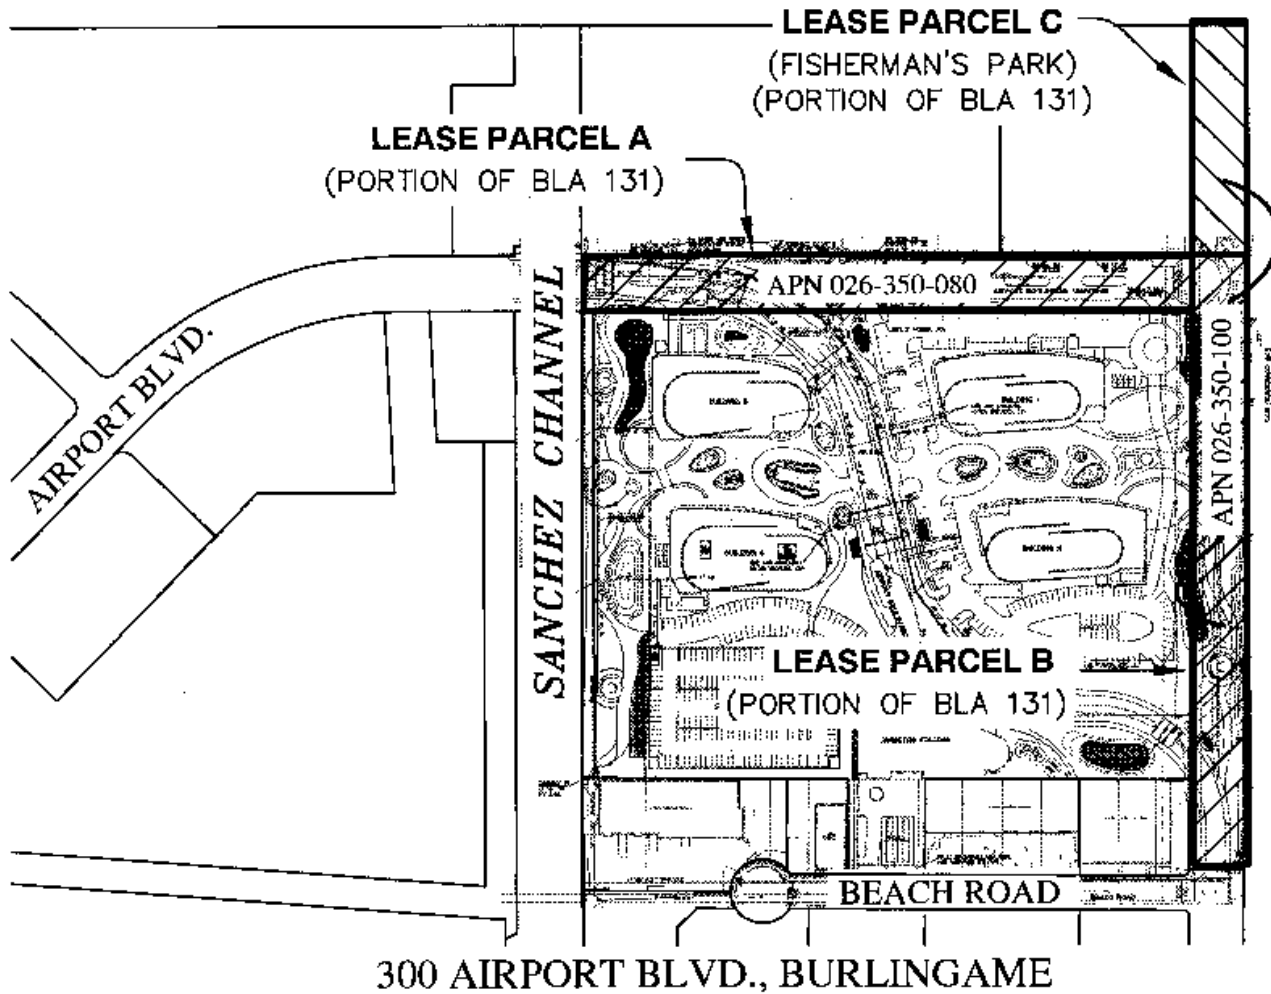 LEASE PARCEL C
(FISHERMAN'S PARK)
(PORTION OF BLA 131)
LEASE PARCEL A
(PORTION OF BLA 131)
APN 026-350-080
APN 026-350-100
AIRPORT BLVD.
SANCHEZ CHANNEL
LEASE PARCEL B
(PORTION OF BLA 131)
BEACH ROAD
300 AIRPORT BLVD., BURLINGAME